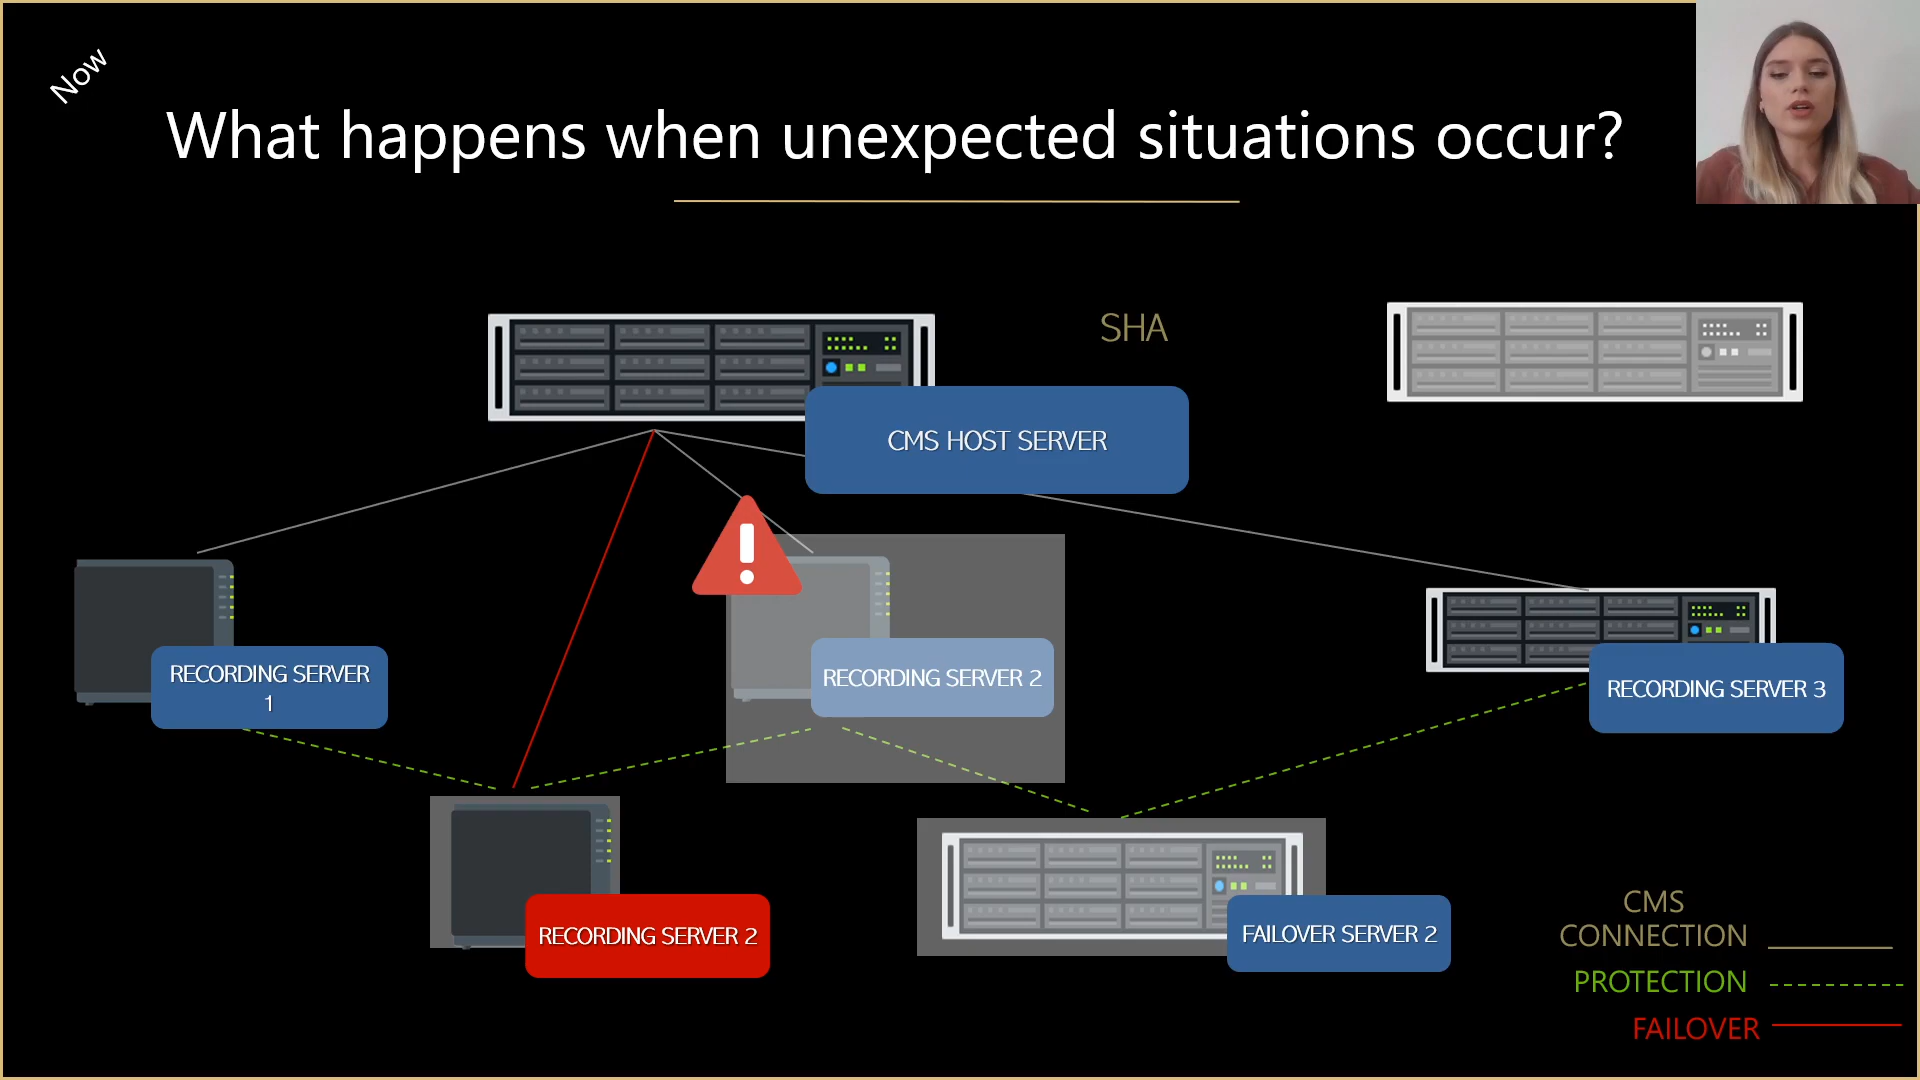 Now
What happens when unexpected situations occur?
SHA
CMS HOST SERVER
RECORDING SERVER
1
RECORDING SERVER 2
RECORDING SERVER 3
RECORDING SERVER 2
FAILOVER SERVER 2
CMS
CONNECTION
PROTECTION
FAILOVER